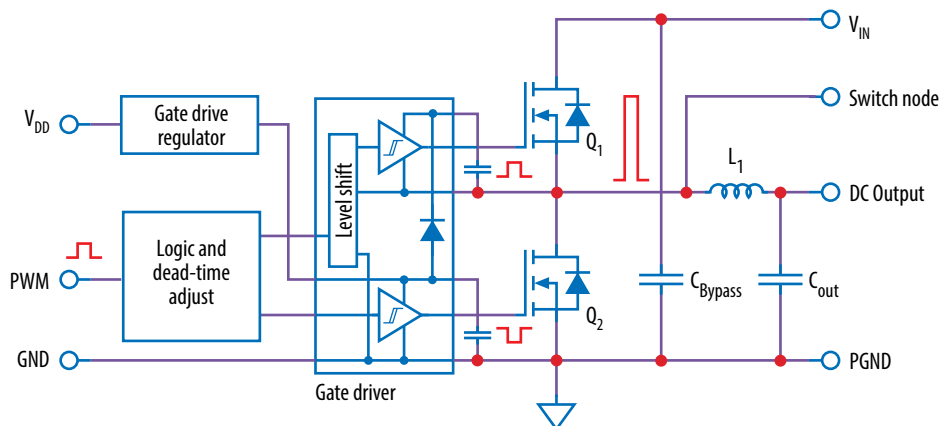 V_IN
Switch node
V_DD
Gate drive
regulator
Q_1
L_1
Level shift
DC Output
PWM
Logic and
dead-time
adjust
C_Bypass
C_out
Q_2
GND
PGND
Gate driver